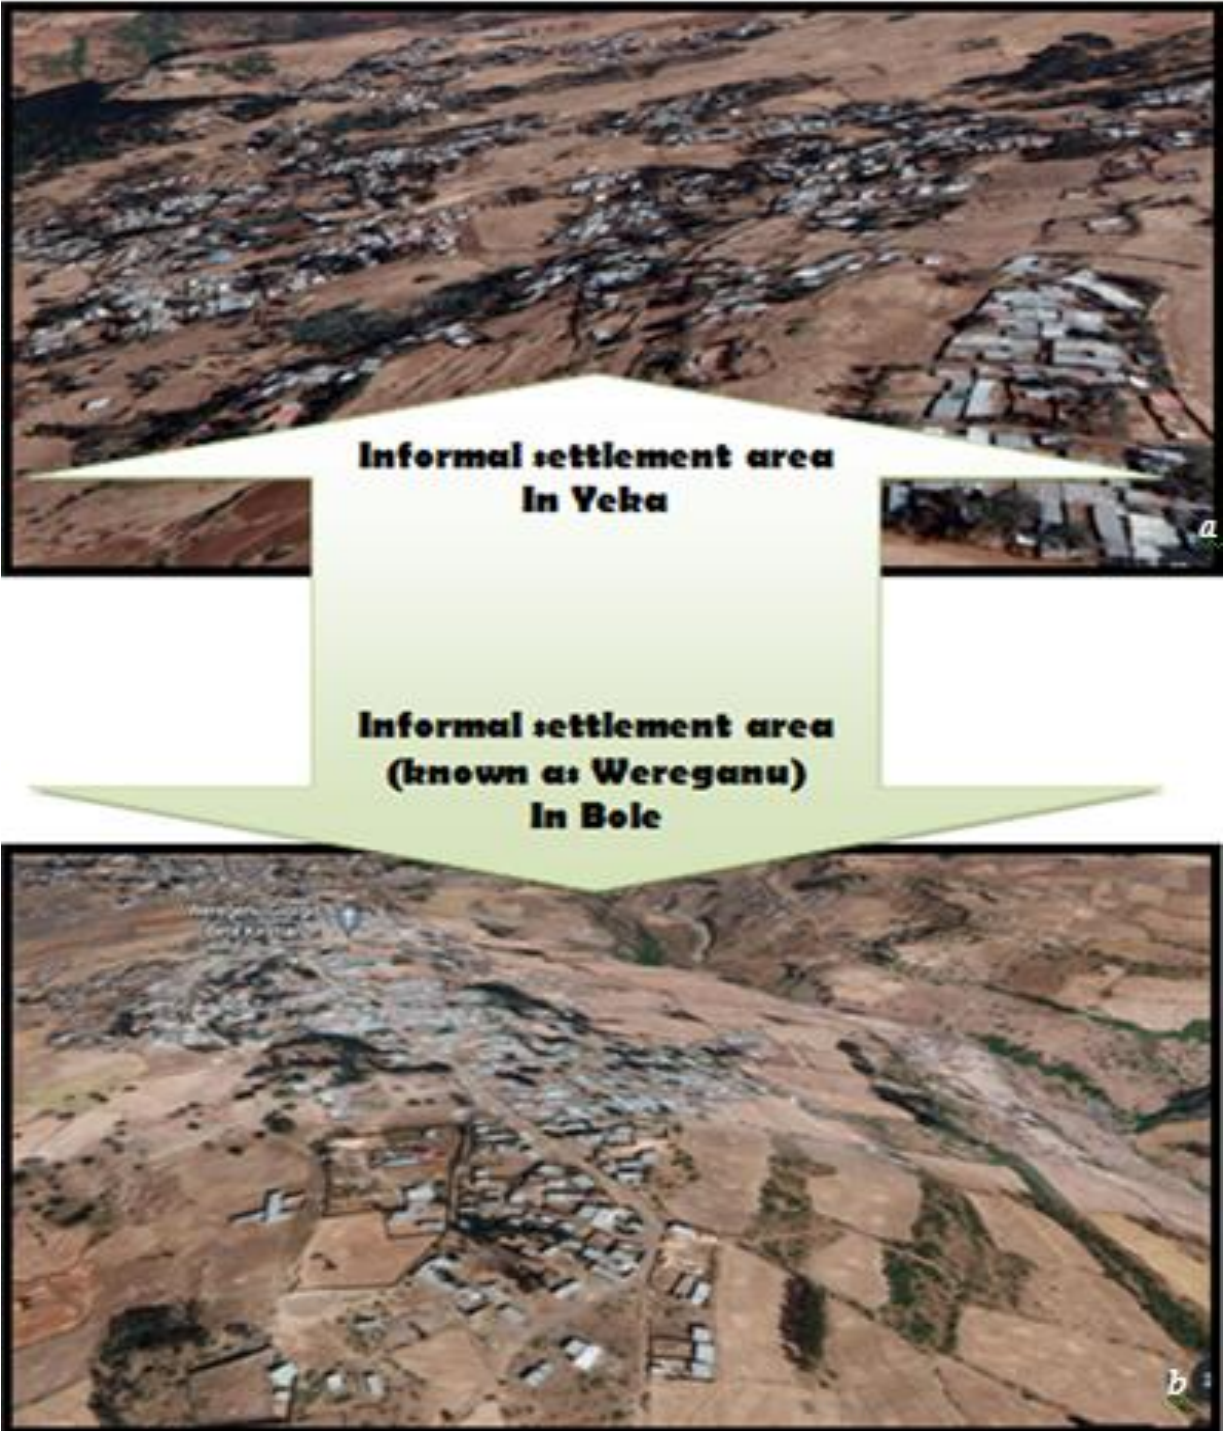 Informal settlement area
In Yeka
a
Informal settlement area
(known as Wereganu)
In Bole
b